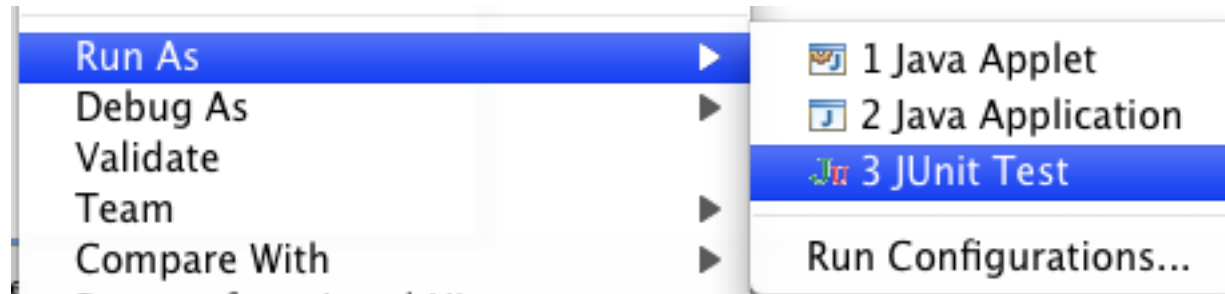 Run As
Debug As
Validate
Team
Compare With
1 Java Applet
2 Java Application
3 JUnit Test
Run Configurations...